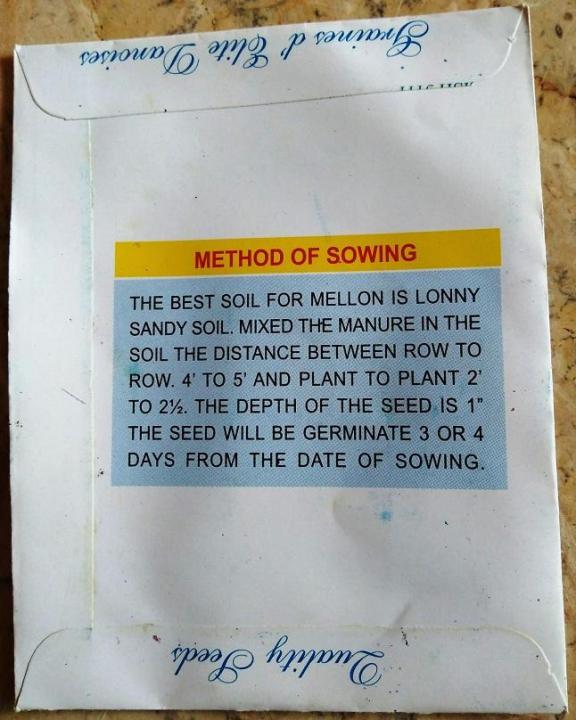 Graines d' Elite Danoises
METHOD OF SOWING
THE BEST SOIL FOR MELLON IS LONNY
SANDY SOIL. MIXED THE MANURE IN THE
SOIL THE DISTANCE BETWEEN ROW TO
ROW. 4' TO 5' AND PLANT TO PLANT 2'
TO 2½. THE DEPTH OF THE SEED IS 1"
THE SEED WILL BE GERMINATE 3 OR 4
DAYS FROM THE DATE OF SOWING.
Quality Seeds